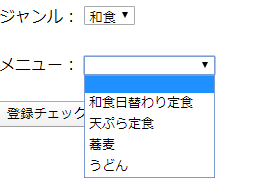 ジャンル： 和食
メニュー：
和食日替わり定食
登録チェック
天ぷら定食
蕎麦
うどん